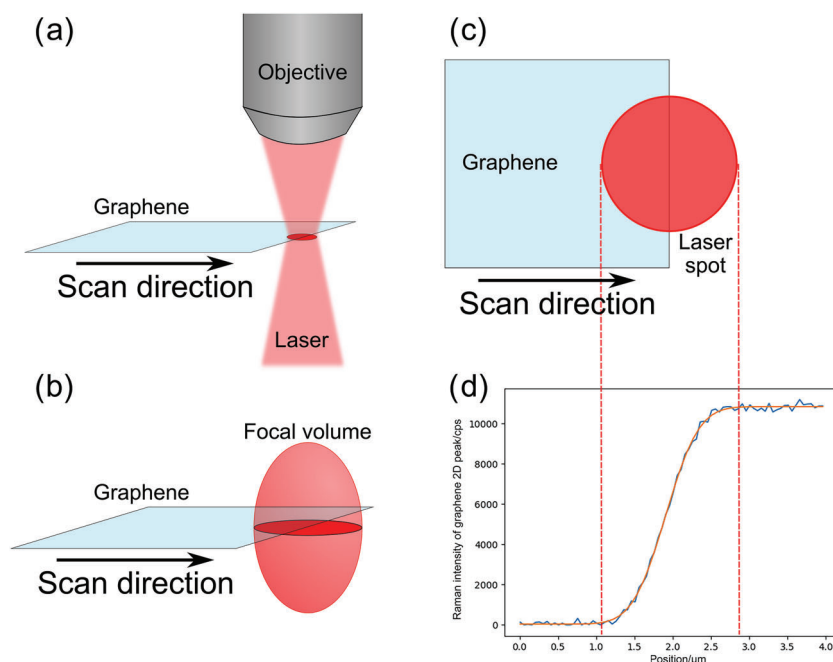 (a)
Objective
Graphene
Scan direction
Laser
(b)
Focal volume
Graphene
Scan direction
(c)
Graphene
Laser
spot
Scan direction
(d)
Raman intensity of graphene 2D peak/cps
10000
8000
6000
4000
2000
0
0.0 0.5 1.0 1.5 2.0 2.5 3.0 3.5 4.0
Position/um